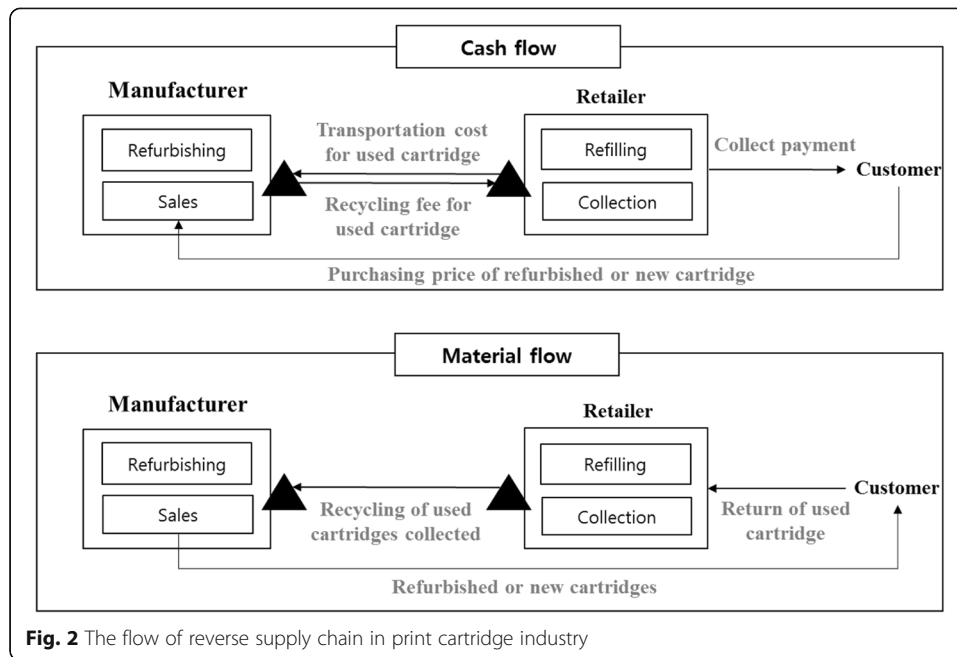 Cash flow
Manufacturer
Retailer
Refurbishing
Sales
Transportation cost
for used cartridge
Recycling fee for
used cartridge
Refilling
Collection
Collect payment
Customer
Purchasing price of refurbished or new cartridge
Material flow
Manufacturer
Retailer
Refurbishing
Sales
Recycling of used
cartridges collected
Refilling
Collection
Customer
Return of used
cartridge
Refurbished or new cartridges
Fig. 2 The flow of reverse supply chain in print cartridge industry